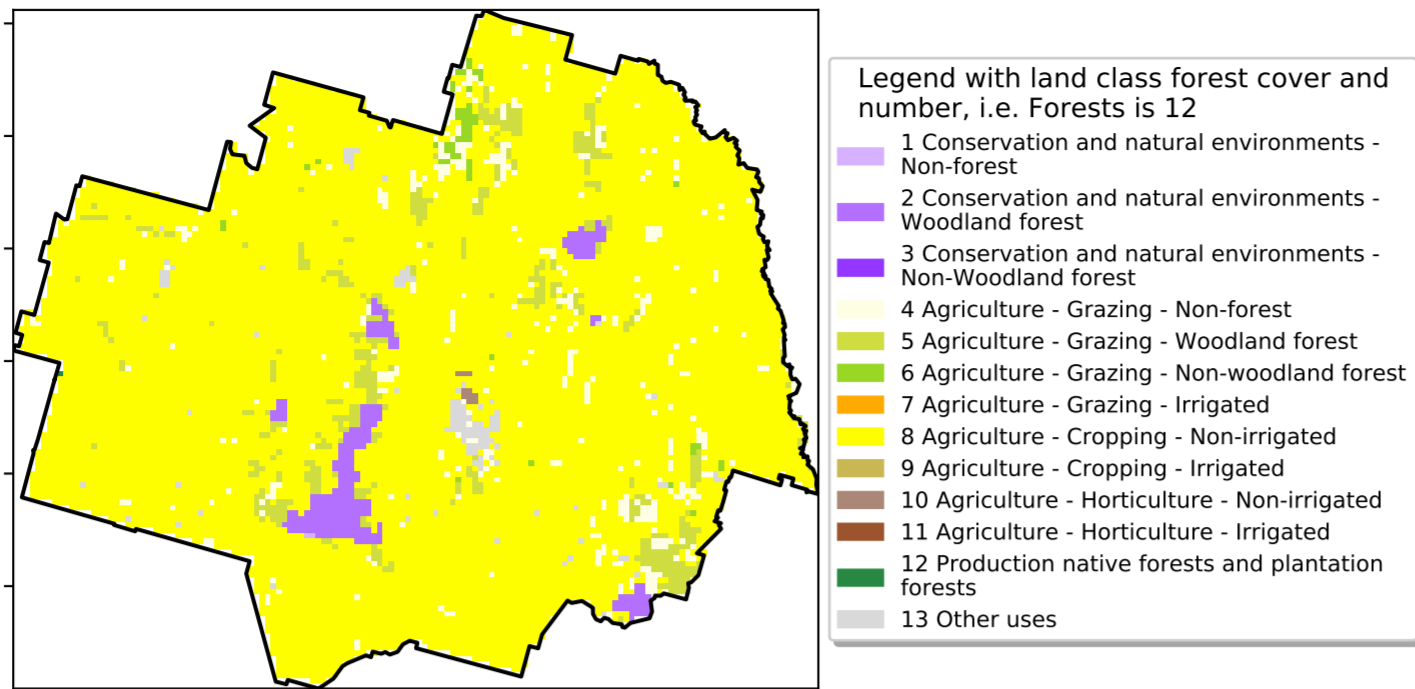 Legend with land class forest cover and
number, i.e. Forests is 12
1 Conservation and natural environments -
Non-forest
2 Conservation and natural environments -
Woodland forest
3 Conservation and natural environments -
Non-Woodland forest
4 Agriculture - Grazing - Non-forest
5 Agriculture - Grazing - Woodland forest
6 Agriculture - Grazing - Non-woodland forest
7 Agriculture - Grazing - Irrigated
8 Agriculture - Cropping - Non-irrigated
9 Agriculture - Cropping - Irrigated
10 Agriculture - Horticulture - Non-irrigated
11 Agriculture - Horticulture - Irrigated
12 Production native forests and plantation
forests
13 Other uses